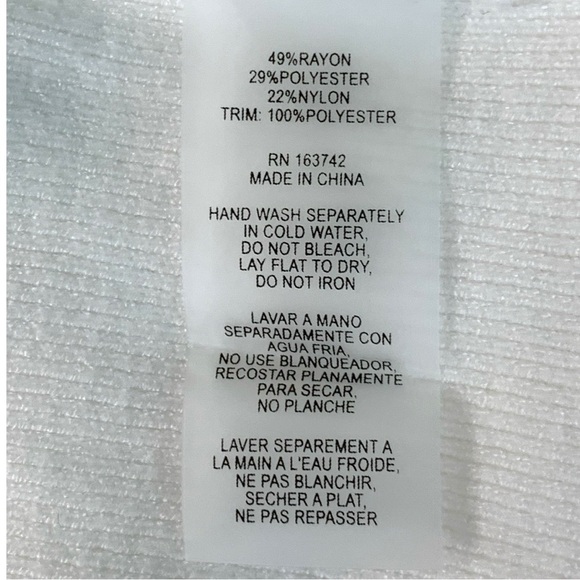 49%RAYON
29%POLYESTER
22%NYLON
TRIM: 100%POLYESTER
RN 163742
MADE IN CHINA
HAND WASH SEPARATELY
IN COLD WATER,
DO NOT BLEACH,
LAY FLAT TO DRY,
DO NOT IRON
LAVAR A MANO
SEPARADAMENTE CON
AGUA FRIA,
NO USE BLANQUEADOR,
RECOSTAR PLANAMENTE
PARA SECAR,
NO PLANCHE
LAVER SEPAREMENT A
LA MAIN A L'EAU FROIDE,
NE PAS BLANCHIR,
SECHER A PLAT,
NE PAS REPASSER